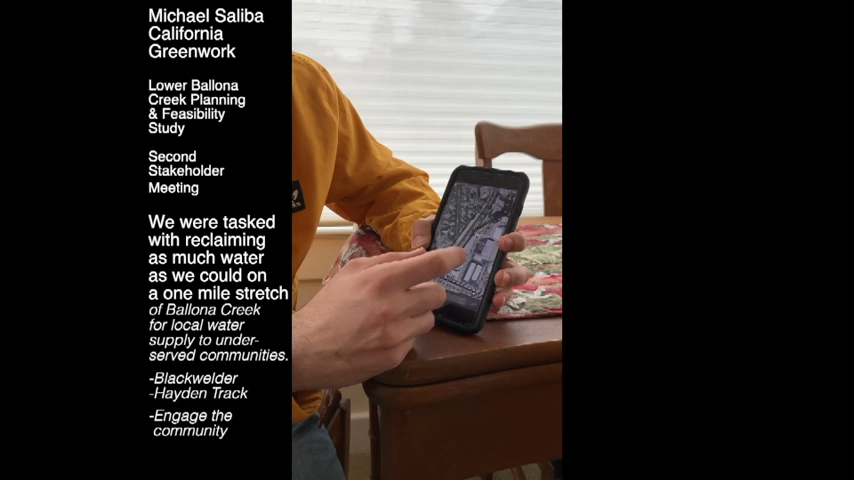 Michael Saliba
California
Greenwork
Lower Ballona
Creek Planning
& Feasibility
Study
Second
Stakeholder
Meeting
We were tasked
with reclaiming
as much water
as we could on
a one mile stretch
of Ballona Creek
for local water
supply to under-
served communities.
-Blackwelder
-Hayden Track
-Engage the
community